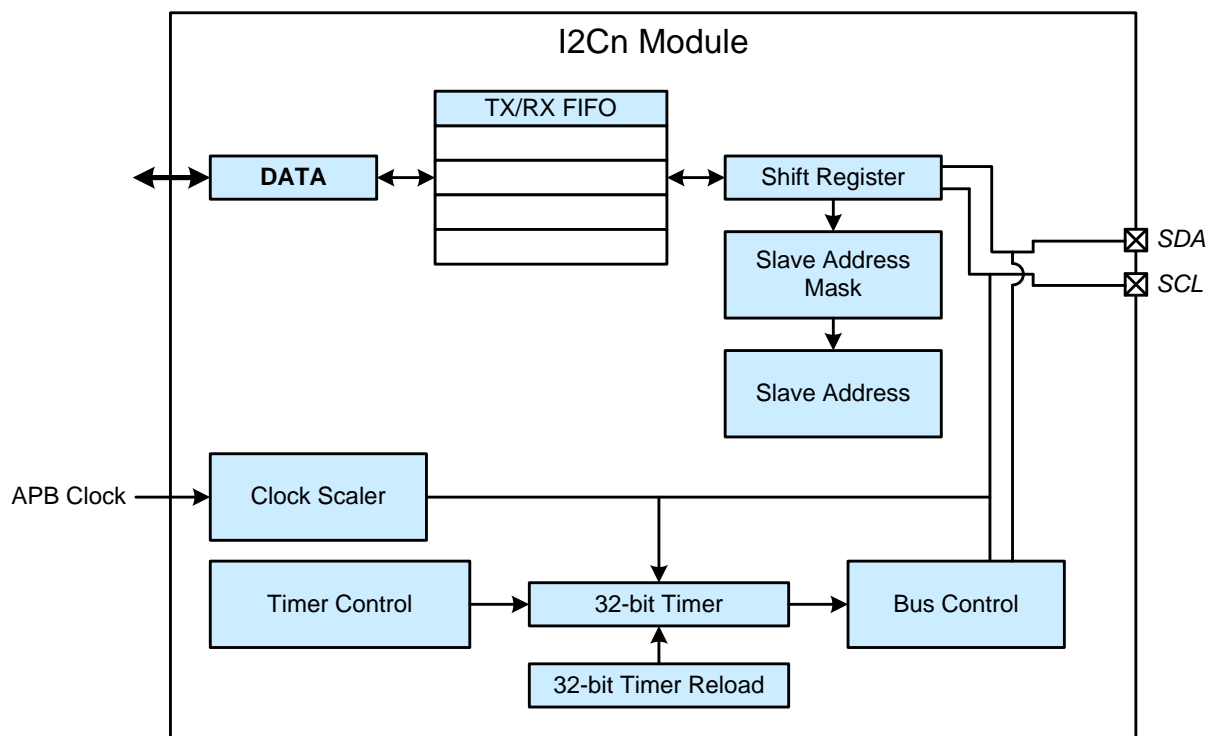 I2Cn Module
TX/RX FIFO
DATA
Shift Register
Slave Address
Mask
SDA
SCL
Slave Address
APB Clock
Clock Scaler
Timer Control
32-bit Timer
Bus Control
32-bit Timer Reload